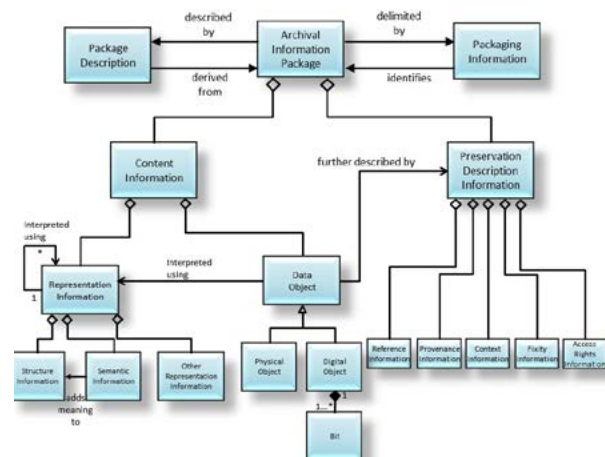 described
by
Archival
Information
Package
delimited
by
Package
Description
Packaging
Information
derived
from
identifies
Content
Information
further described by
Preservation
Description
Information
Interpreted
using
*
1
Representation
Information
Interpreted
using
Data
Object
Structure
Information
Semantic
Information
Other
Representation
Information
adds
meaning
to
Physical
Object
Digital
Object
1
1...*
Bit
Reference
Information
Provenance
Information
Context
Information
Fixity
Information
Access
Rights
Information